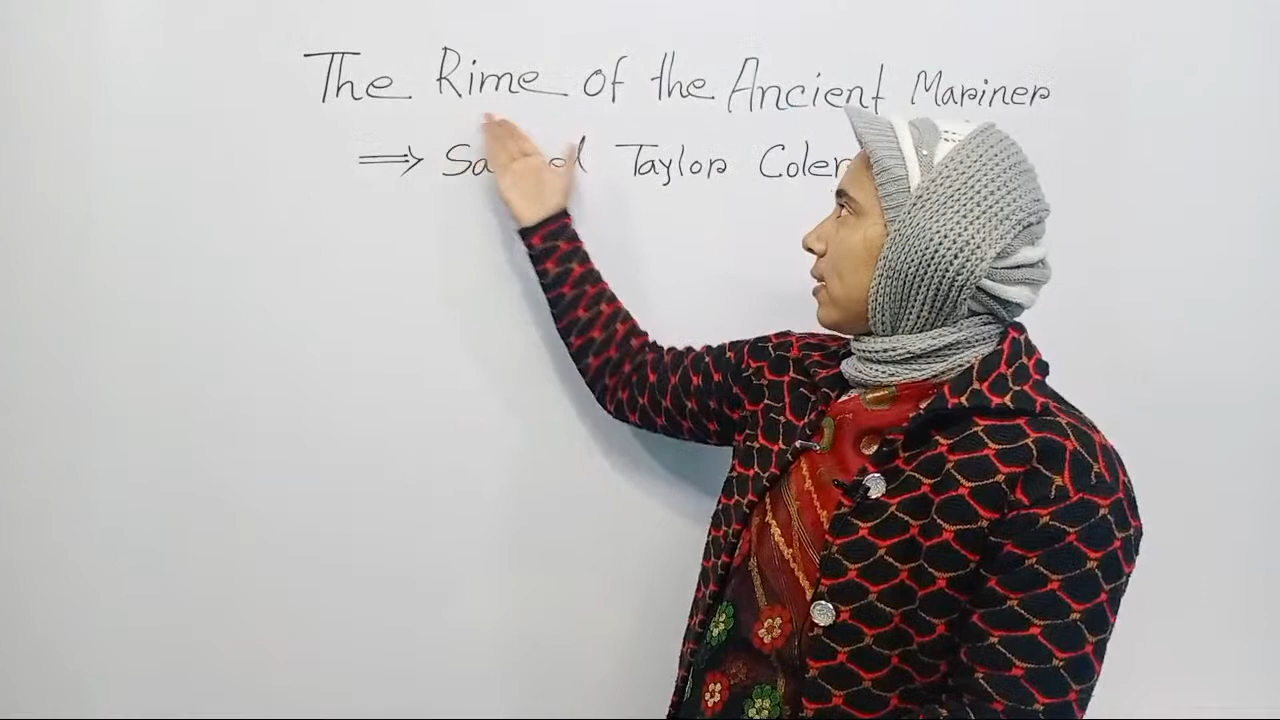 The Rime of the Ancient Mariner
⇒ Taylor